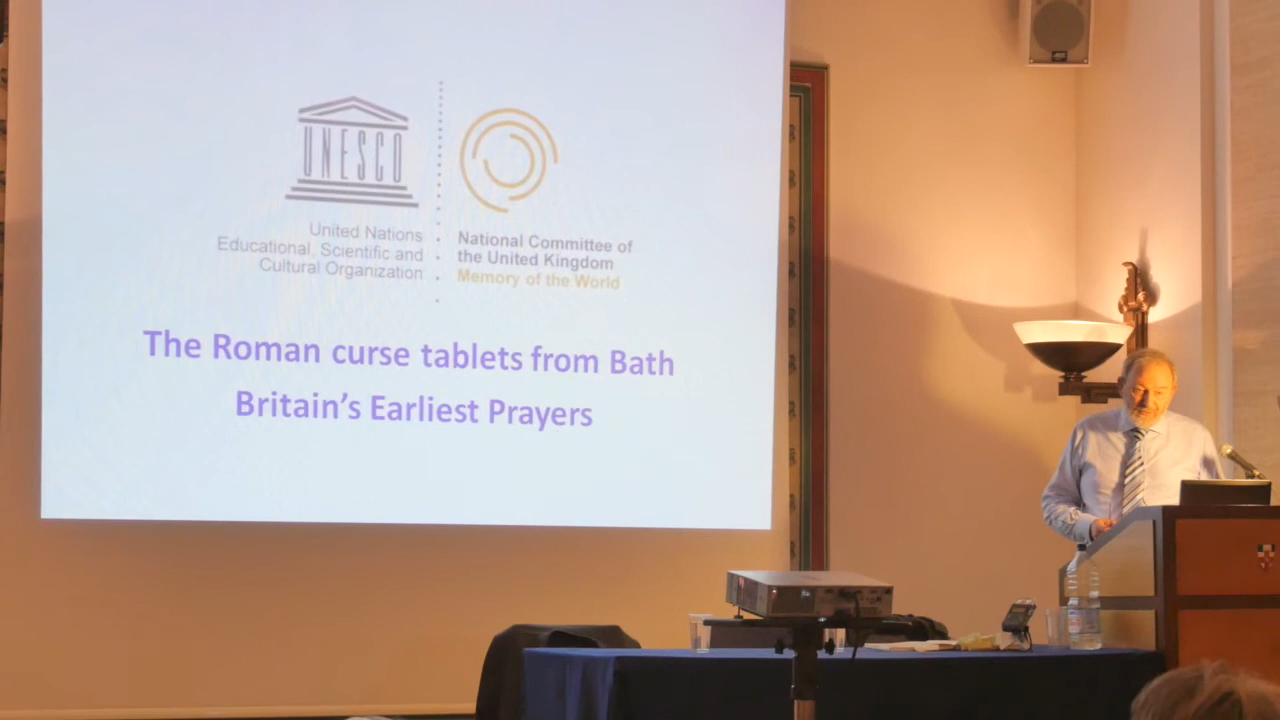 UNESCO
United Nations
Educational, Scientific and
Cultural Organization
National Committee of
the United Kingdom
Memory of the World
The Roman curse tablets from Bath
Britain's Earliest Prayers